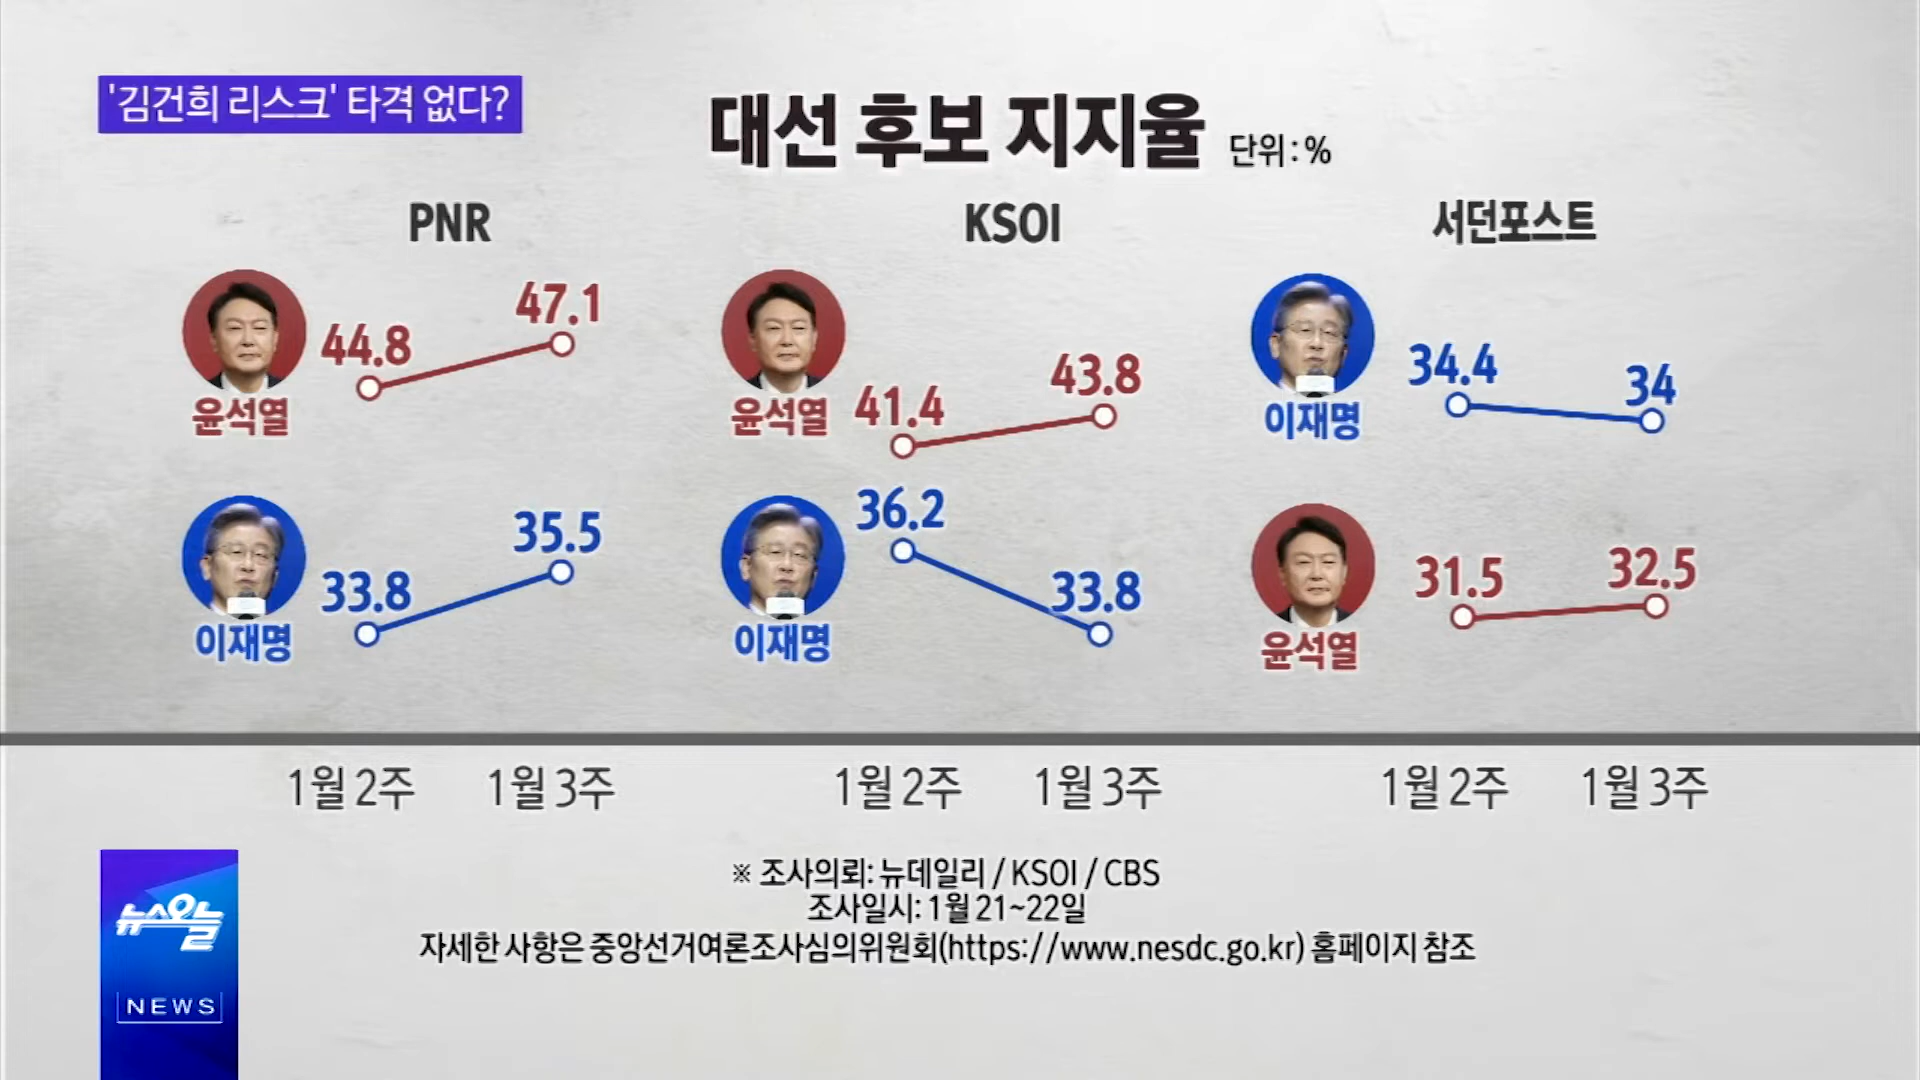 '김건희 리스크' 타격 없다?
대선 후보 지지율 단위 : %
PNR
윤석열
44.8
47.1
이재명
33.8
35.5
1월 2주
1월 3주
KSOI
윤석열
41.4
43.8
이재명
36.2
33.8
1월 2주
1월 3주
서던포스트
이재명
34.4
34
윤석열
31.5
32.5
1월 2주
1월 3주
※ 조사의뢰: 뉴데일리 / KSOI / CBS
조사일시: 1월 21~22일
자세한 사항은 중앙선거여론조사심의위원회(https://www.nesdc.go.kr) 홈페이지 참조
뉴스오늘
NEWS